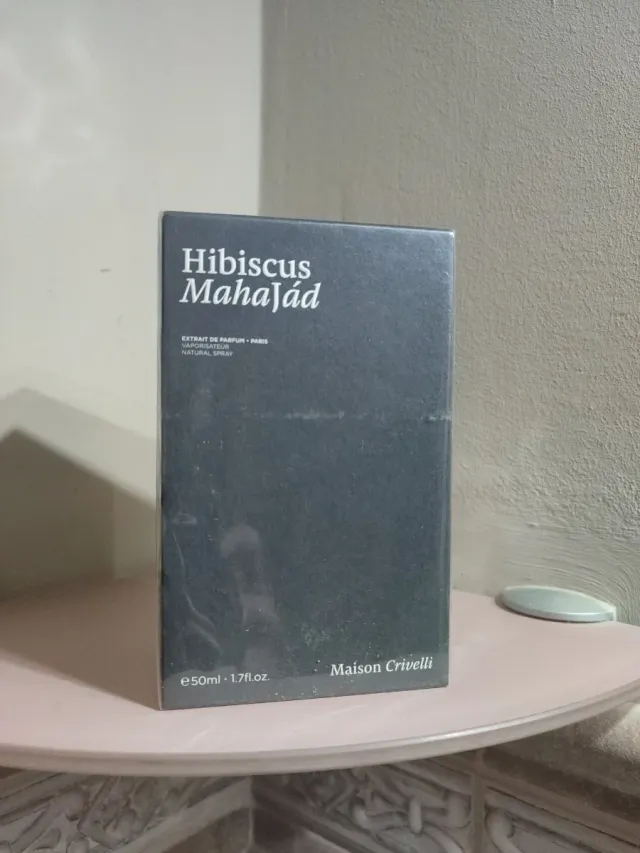 Hibiscus
MahaJád
EXTRAIT DE PARFUM - PARIS
VAPORISATEUR
NATURAL SPRAY
℮50ml · 1.7fl.oz.
Maison Crivelli